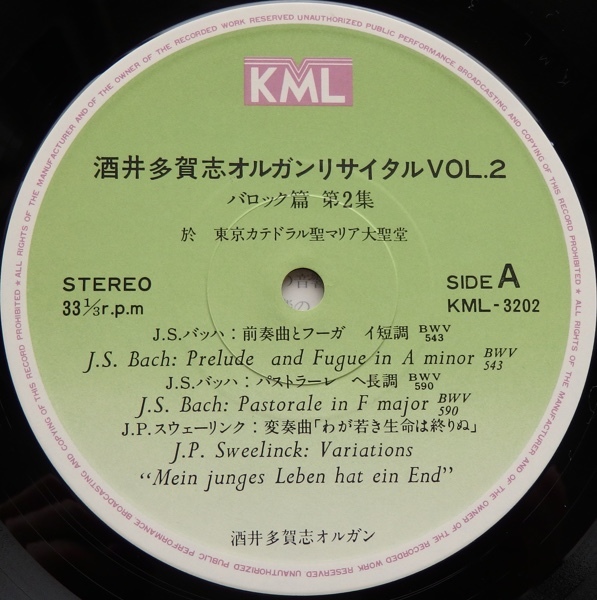 ALL RIGHTS OF THE MANUFACTURER AND OF THE OWNER OF THE RECORDED WORK RESERVED UNAUTHORIZED PUBLIC PERFORMANCE BROADCASTING AND COPYING OF THIS RECORD PROHIBITED *
KML
酒井多賀志オルガンリサイタルVOL.2
バロック篇 第2集
於 東京カテドラル聖マリア大聖堂
STEREO
33⅓r.p.m
SIDE A
KML-3202
J.S.バッハ:前奏曲とフーガ イ短調 BWV 543
J.S. Bach: Prelude and Fugue in A minor BWV 543
J.S.バッハ:パストラーレ ヘ長調 BWV 590
J.S. Bach: Pastorale in F major BWV 590
J.P.スウェーリンク:変奏曲「わが若き生命は終りぬ」
J.P. Sweelinck: Variations
"Mein junges Leben hat ein End"
酒井多賀志オルガン